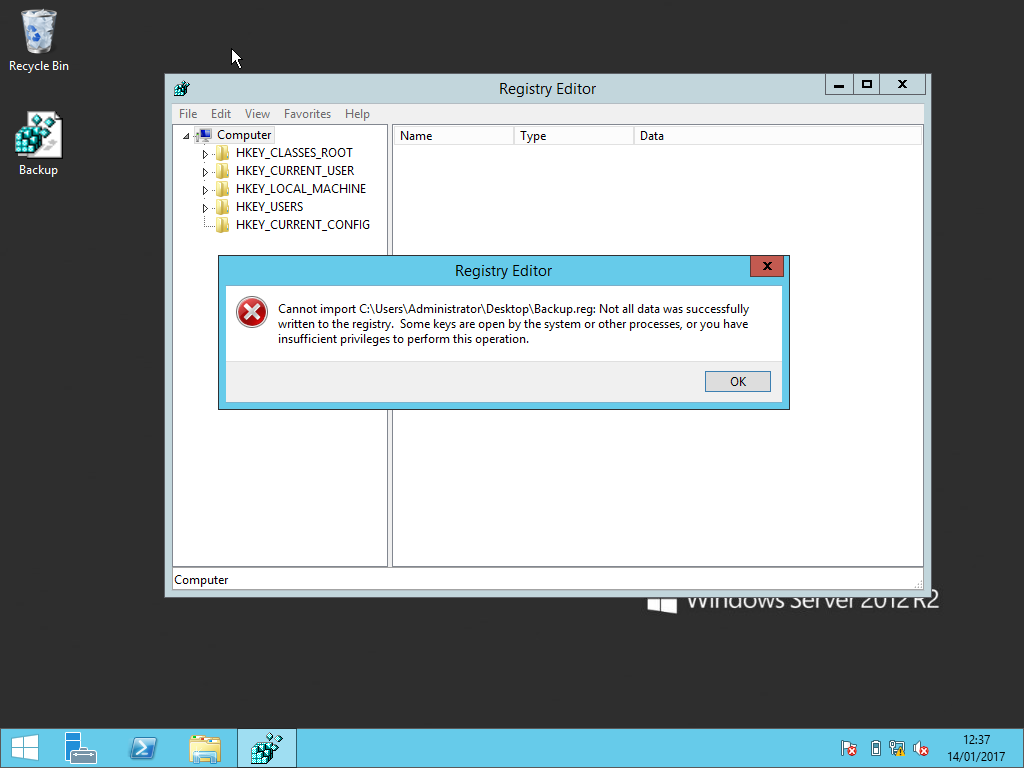 Recycle Bin
Backup
Registry Editor
File Edit View Favorites Help
Computer
HKEY_CLASSES_ROOT
HKEY_CURRENT_USER
HKEY_LOCAL_MACHINE
HKEY_USERS
HKEY_CURRENT_CONFIG
Name Type Data
Registry Editor
Cannot import C:\Users\Administrator\Desktop\Backup.reg: Not all data was successfully
written to the registry. Some keys are open by the system or other processes, or you have
insufficient privileges to perform this operation.
OK
Computer
Windows Server 2012 R2
12:37
14/01/2017